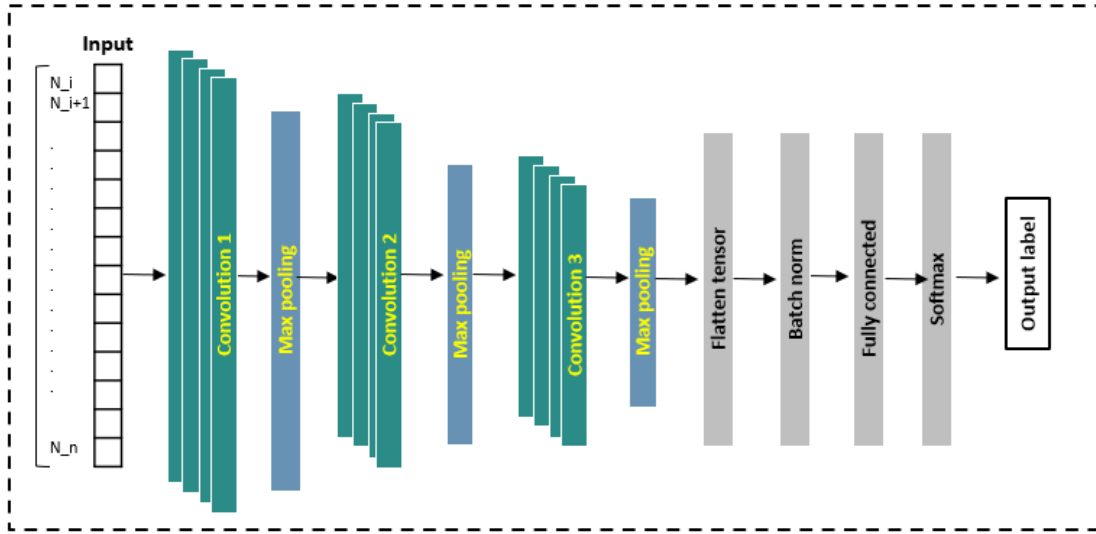 Input
N_i
N_i+1
.
.
.
.
.
.
.
.
.
.
.
.
.
N_n
Convolution 1
Max pooling
Convolution 2
Max pooling
Convolution 3
Max pooling
Flatten tensor
Batch norm
Fully connected
Softmax
Output label